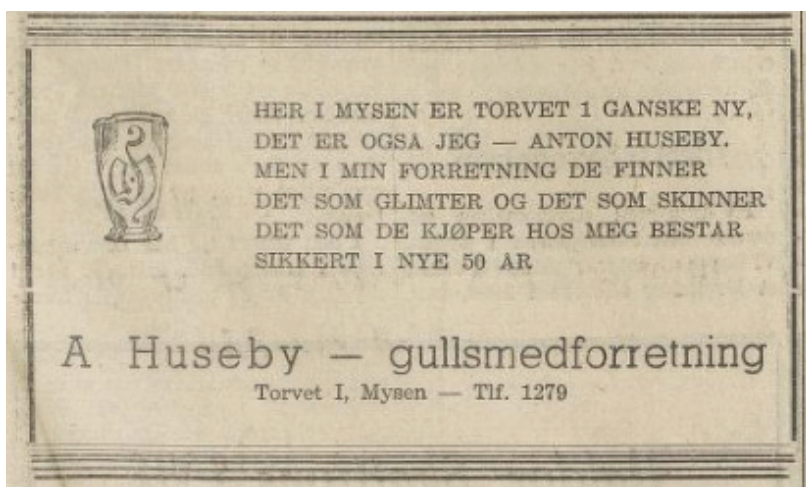 HER I MYSEN ER TORVET 1 GANSKE NY,
DET ER OGSA JEG — ANTON HUSEBY.
MEN I MIN FORRETNING DE FINNER
DET SOM GLIMTER OG DET SOM SKINNER
DET SOM DE KJØPER HOS MEG BESTAR
SIKKERT I NYE 50 AR
A Huseby — gullsmedforretning
Torvet I, Mysen — Tlf. 1279